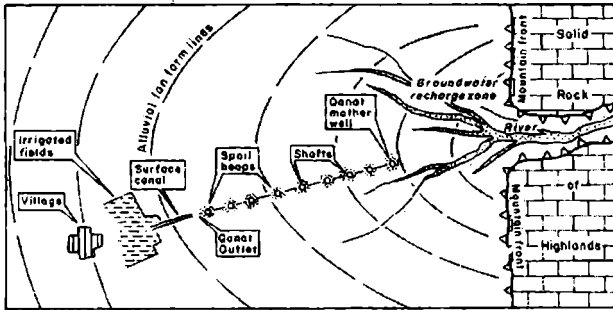 Mountain front
Solid
Rock
of
Highlands
Mountain front
Alluvial fan form lines
Groundwater
recharge zone
River
Qanat
mother
well
Shafts
Spoil
heaps
Surface
canal
Irrigated
fields
Village
Qanat
Outlet